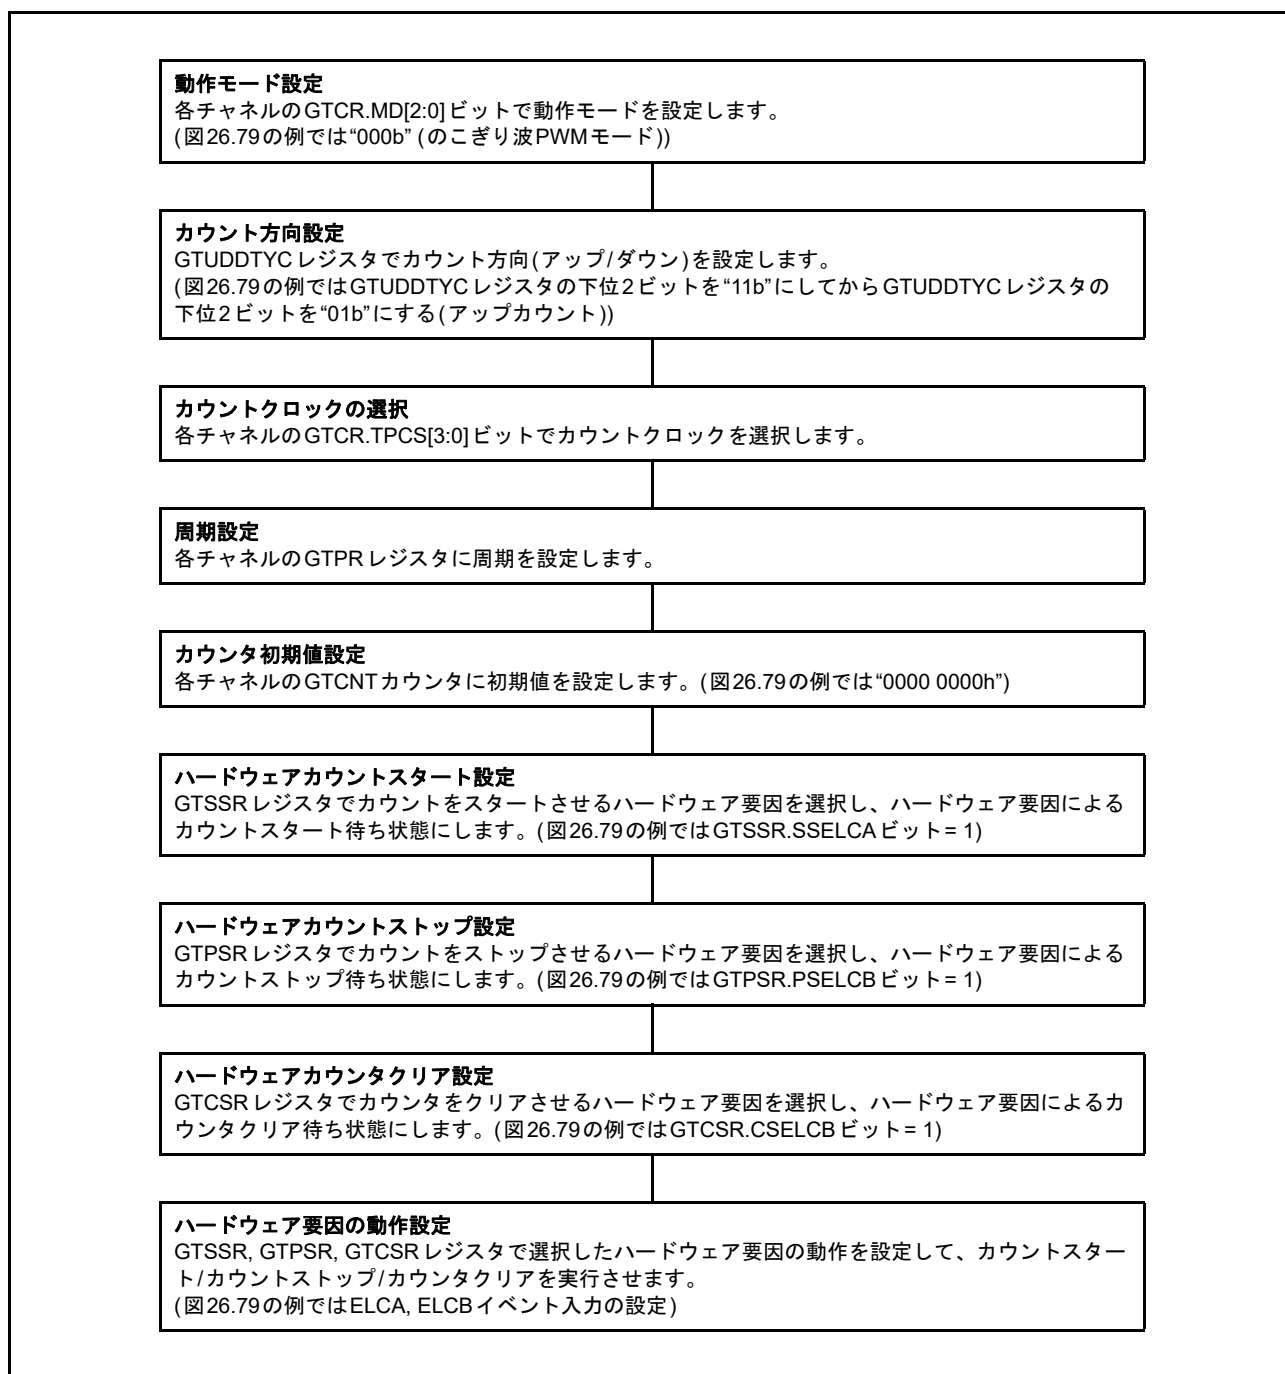 動作モード設定
各チャネルのGTCR.MD[2:0]ビットで動作モードを設定します。
(図26.79の例では“000b” (のこぎり波PWMモード))
カウント方向設定
GTUDDTYCレジスタでカウント方向(アップ/ダウン)を設定します。
(図26.79の例ではGTUDDTYCレジスタの下位2ビットを“11b”にしてからGTUDDTYCレジスタの
下位2ビットを“01b”にする(アップカウント))
カウントクロックの選択
各チャネルのGTCR.TPCS[3:0]ビットでカウントクロックを選択します。
周期設定
各チャネルのGTPRレジスタに周期を設定します。
カウンタ初期値設定
各チャネルのGTCNTカウンタに初期値を設定します。(図26.79の例では“0000 0000h”)
ハードウェアカウントスタート設定
GTSSRレジスタでカウントをスタートさせるハードウェア要因を選択し、ハードウェア要因による
カウントスタート待ち状態にします。(図26.79の例ではGTSSR.SSELCAビット= 1)
ハードウェアカウントストップ設定
GTPSRレジスタでカウントをストップさせるハードウェア要因を選択し、ハードウェア要因による
カウントストップ待ち状態にします。(図26.79の例ではGTPSR.PSELCBビット= 1)
ハードウェアカウンタクリア設定
GTCSRレジスタでカウンタをクリアさせるハードウェア要因を選択し、ハードウェア要因によるカ
ウンタクリア待ち状態にします。(図26.79の例ではGTCSR.CSELCBビット= 1)
ハードウェア要因の動作設定
GTSSR, GTPSR, GTCSRレジスタで選択したハードウェア要因の動作を設定して、カウントスター
ト/カウントストップ/カウンタクリアを実行させます。
(図26.79の例ではELCA, ELCBイベント入力の設定)